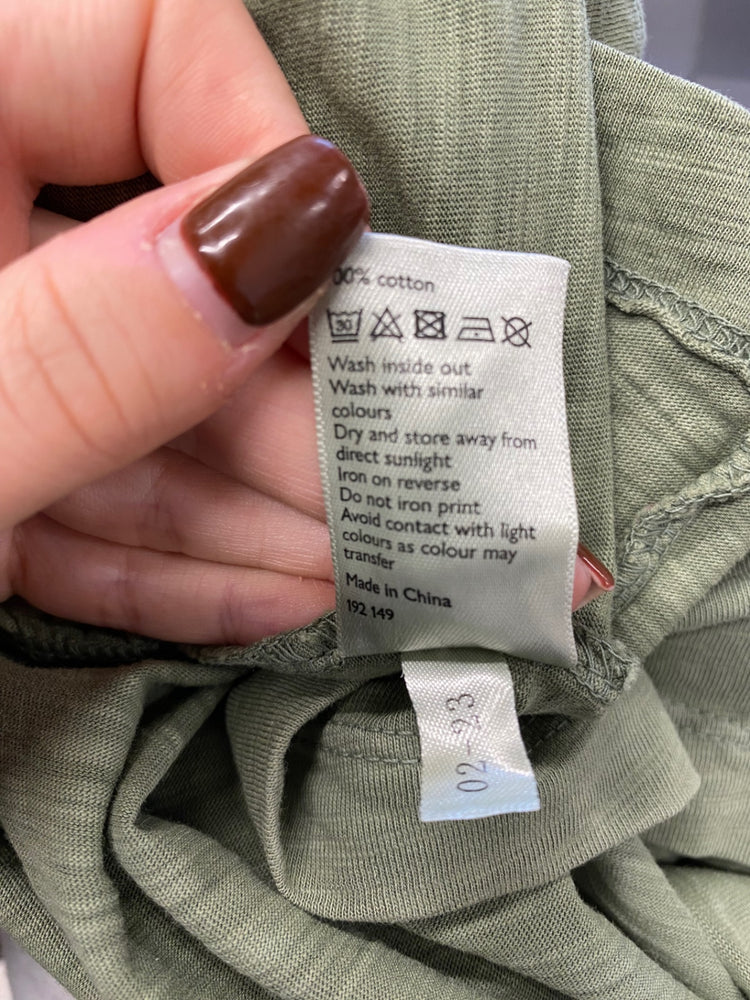 00% cotton
30
Wash inside out
Wash with similar
colours
Dry and store away from
direct sunlight
Iron on reverse
Do not iron print
Avoid contact with light
colours as colour may
transfer
Made in China
192 149
02-23